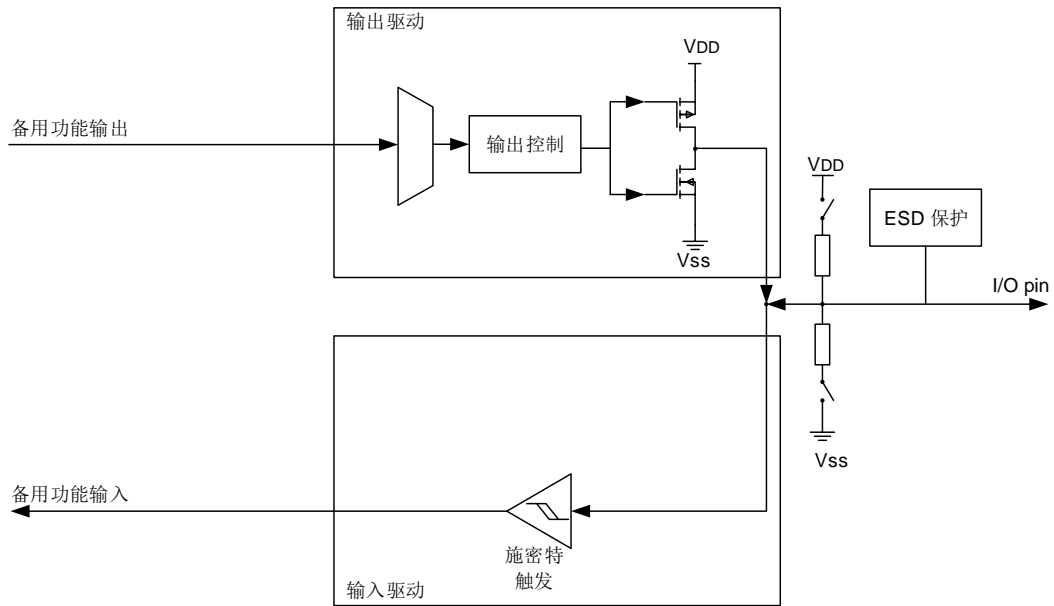 输出驱动
VDD
备用功能输出
输出控制
VDD
ESD 保护
Vss
I/O pin
Vss
备用功能输入
施密特
触发
输入驱动